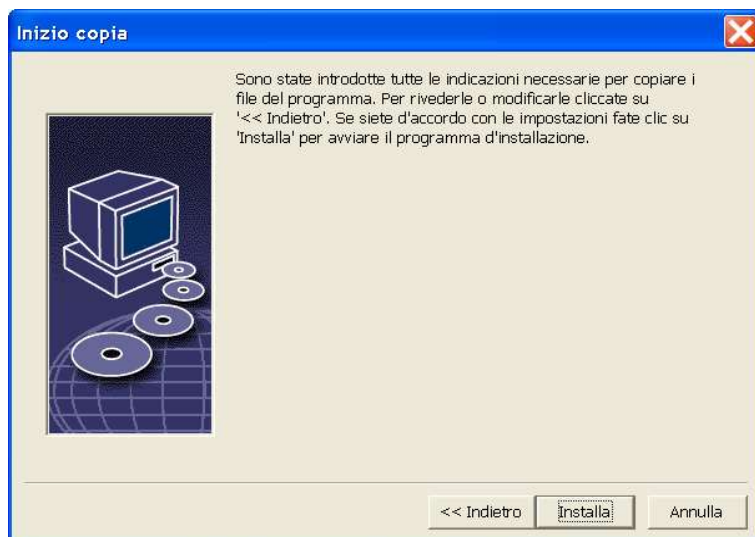 Inizio copia
Sono state introdotte tutte le indicazioni necessarie per copiare i
file del programma. Per rivederle o modificarle cliccate su
'<< Indietro'. Se siete d'accordo con le impostazioni fate clic su
'Installa' per avviare il programma d'installazione.
<< Indietro Installa Annulla